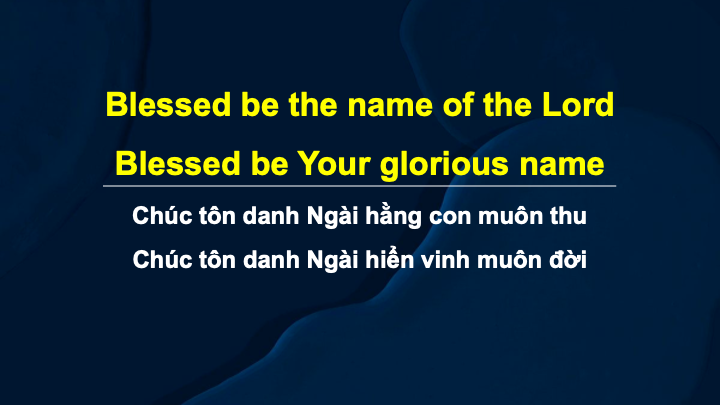 Blessed be the name of the Lord
Blessed be Your glorious name
Chúc tôn danh Ngài hằng con muôn thu
Chúc tôn danh Ngài hiển vinh muôn đời